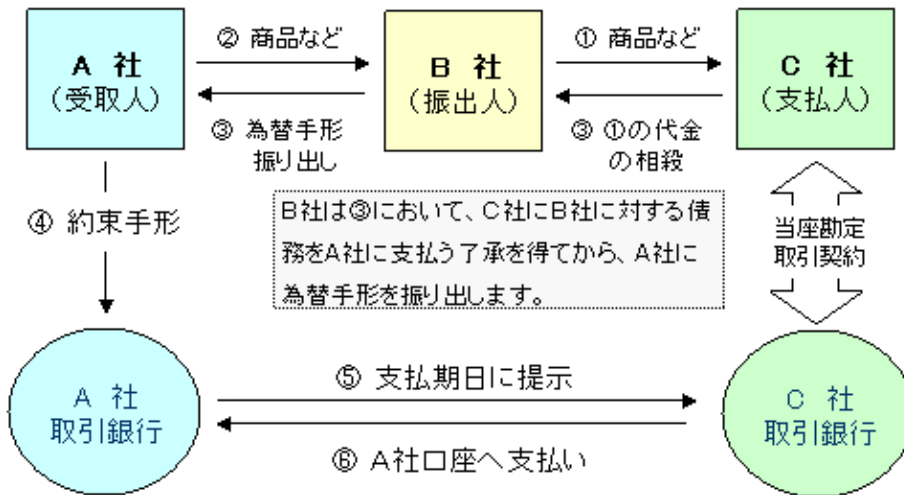 ② 商品など
① 商品など
A 社
（受取人）
B 社
（振出人）
C 社
（支払人）
③ 為替手形
振り出し
③ ①の代金
の相殺
④ 約束手形
B社は③において、C社にB社に対する債
務をA社に支払う了承を得てから、A社に
為替手形を振り出します。
当座勘定
取引契約
A 社
取引銀行
⑤ 支払期日に提示
⑥ A社口座へ支払い
C 社
取引銀行